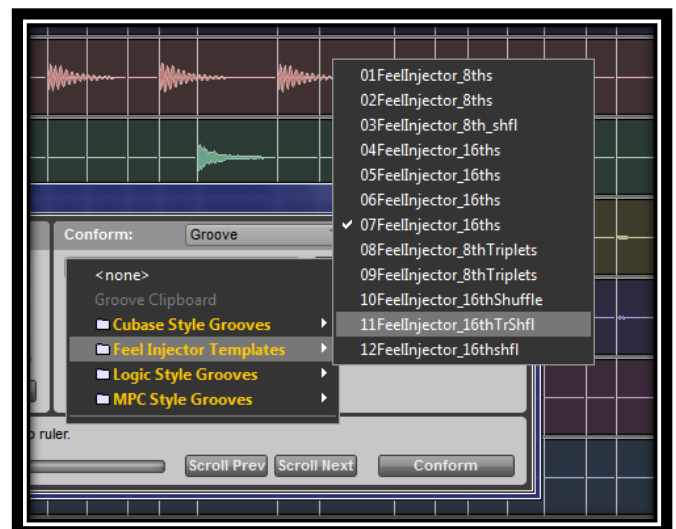 01FeelInjector_8ths
02FeelInjector_8ths
03FeelInjector_8th_shfl
04FeelInjector_16ths
05FeelInjector_16ths
06FeelInjector_16ths
07FeelInjector_16ths
08FeelInjector_8thTriplets
09FeelInjector_8thTriplets
10FeelInjector_16thShuffle
11FeelInjector_16thTrShfl
12FeelInjector_16thshfl
Conform: Groove
<none>
Groove Clipboard
Cubase Style Grooves
Feel Injector Templates
Logic Style Grooves
MPC Style Grooves
ruler.
Scroll Prev Scroll Next Conform